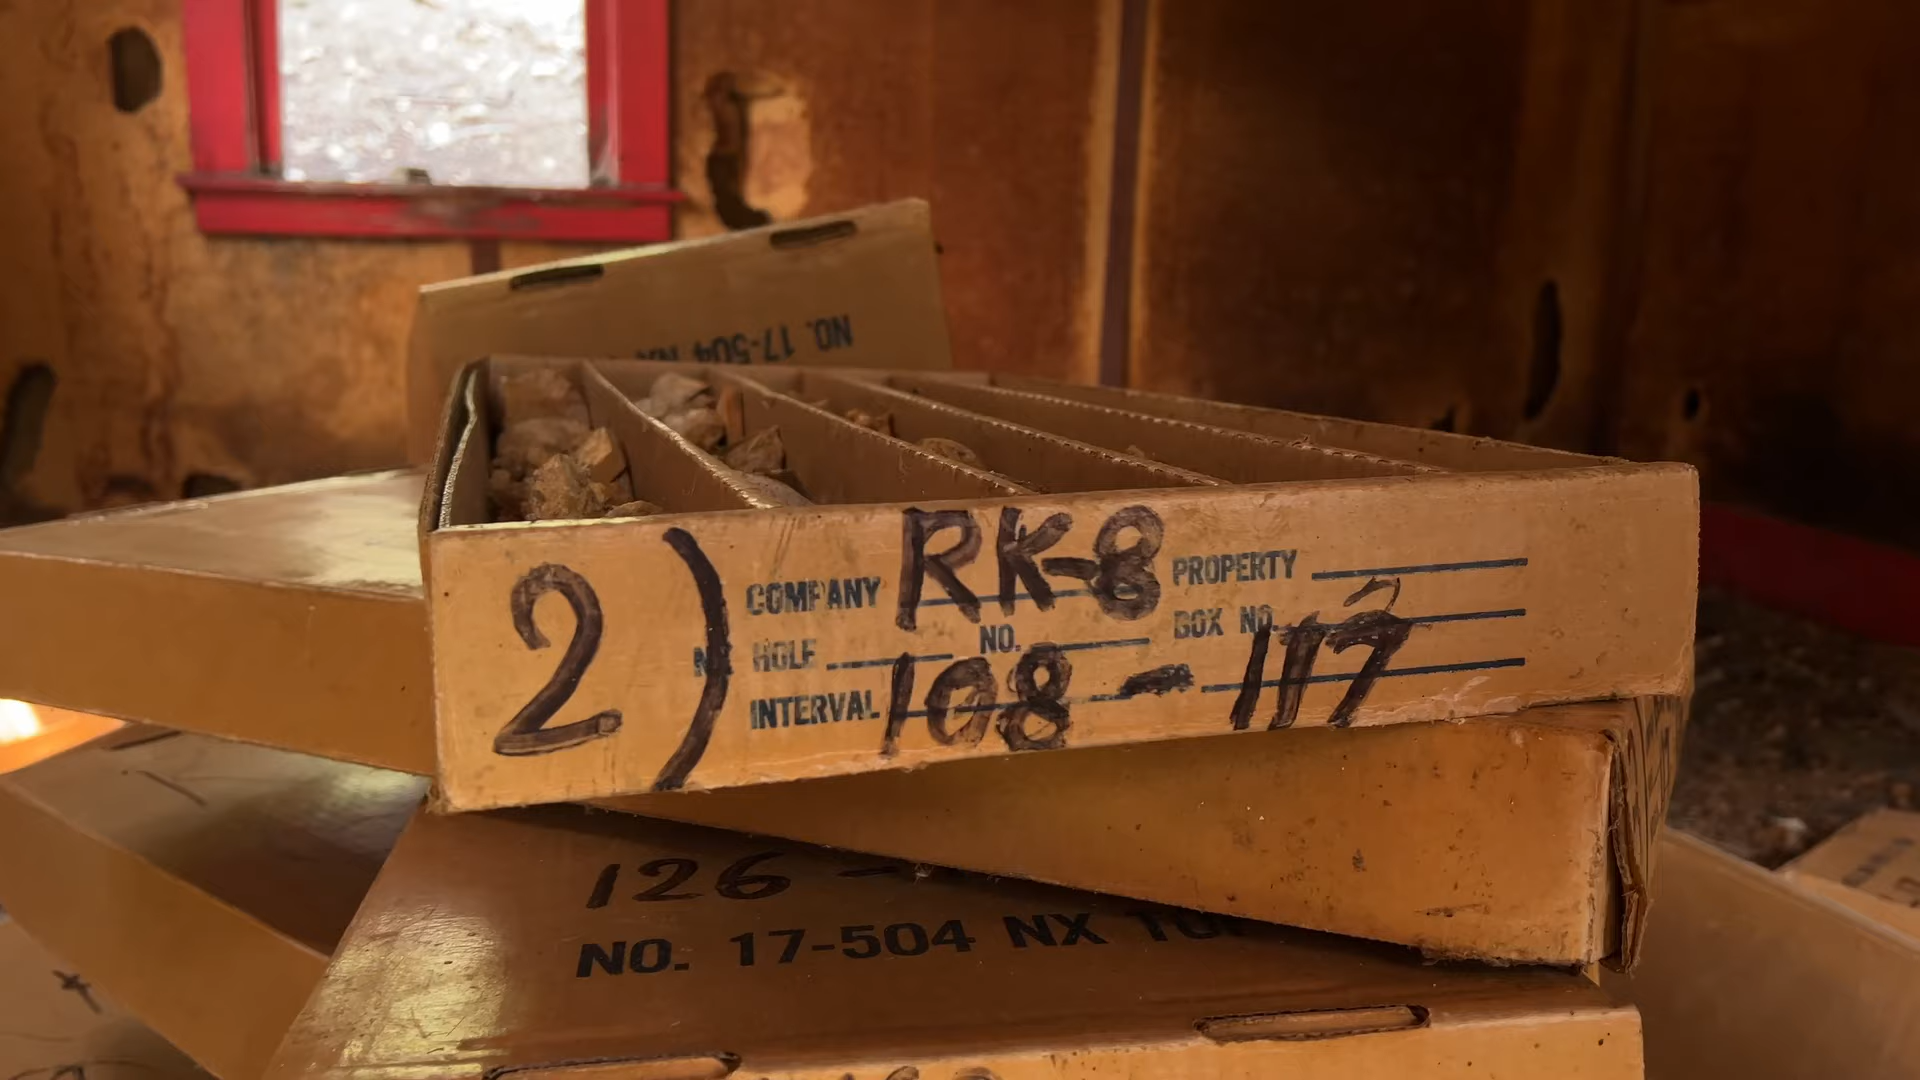 NO. 17-504 NX
2) COMPANY RK-8 PROPERTY
HOLE NO. BOX NO. 2
INTERVAL 108 - 117
126 -
NO. 17-504 NX